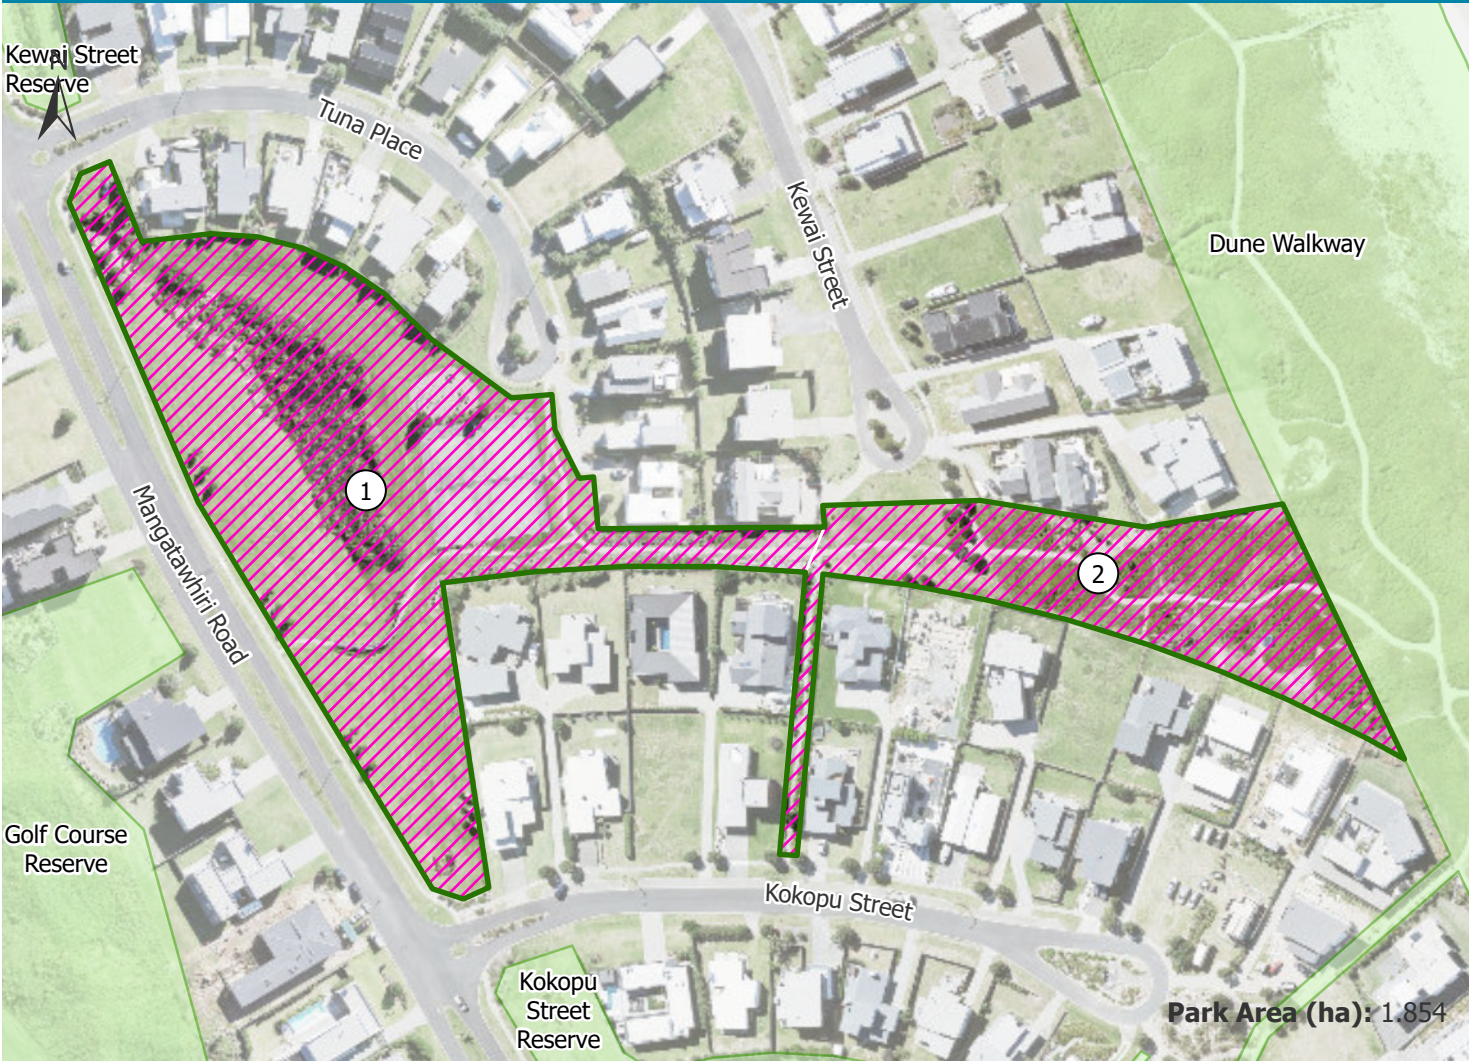 Kewai Street
Reserve
N
Tuna Place
Kewai Street
Dune Walkway
1
2
Mangatawhiri Road
Golf Course
Reserve
Kokopu Street
Kokopu
Street
Reserve
Park Area (ha): 1.854